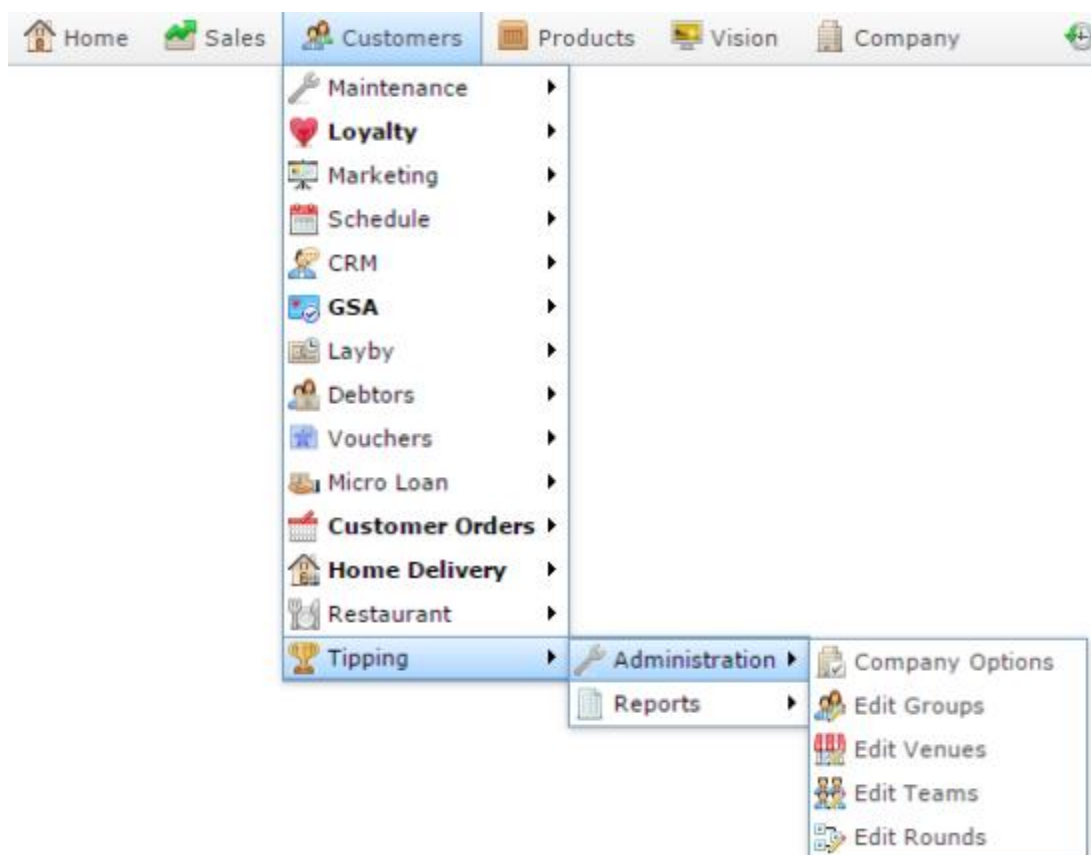 Home Sales Customers Products Vision Company
Maintenance
Loyalty
Marketing
Schedule
CRM
GSA
Layby
Debtors
Vouchers
Micro Loan
Customer Orders
Home Delivery
Restaurant
Tipping Administration Company Options
Reports Edit Groups
Edit Venues
Edit Teams
Edit Rounds